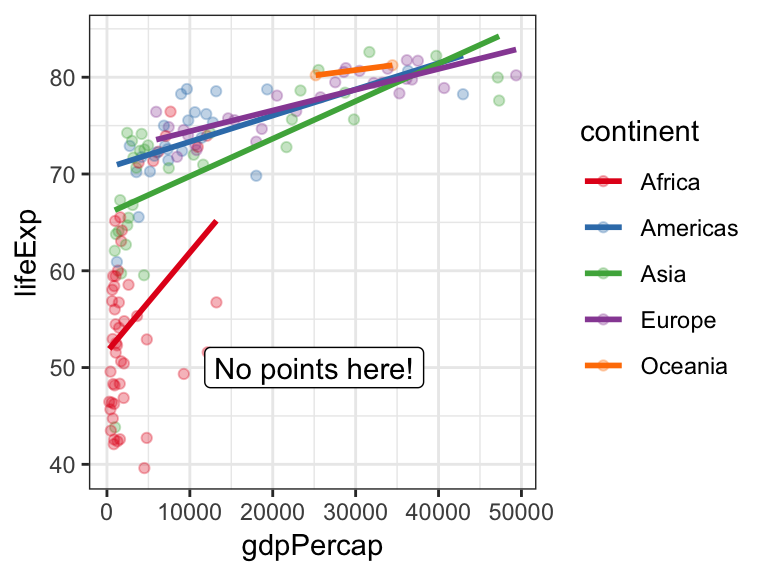 lifeExp
80
70
60
50
40
No points here!
0 10000 20000 30000 40000 50000
gdpPercap
continent
Africa
Americas
Asia
Europe
Oceania